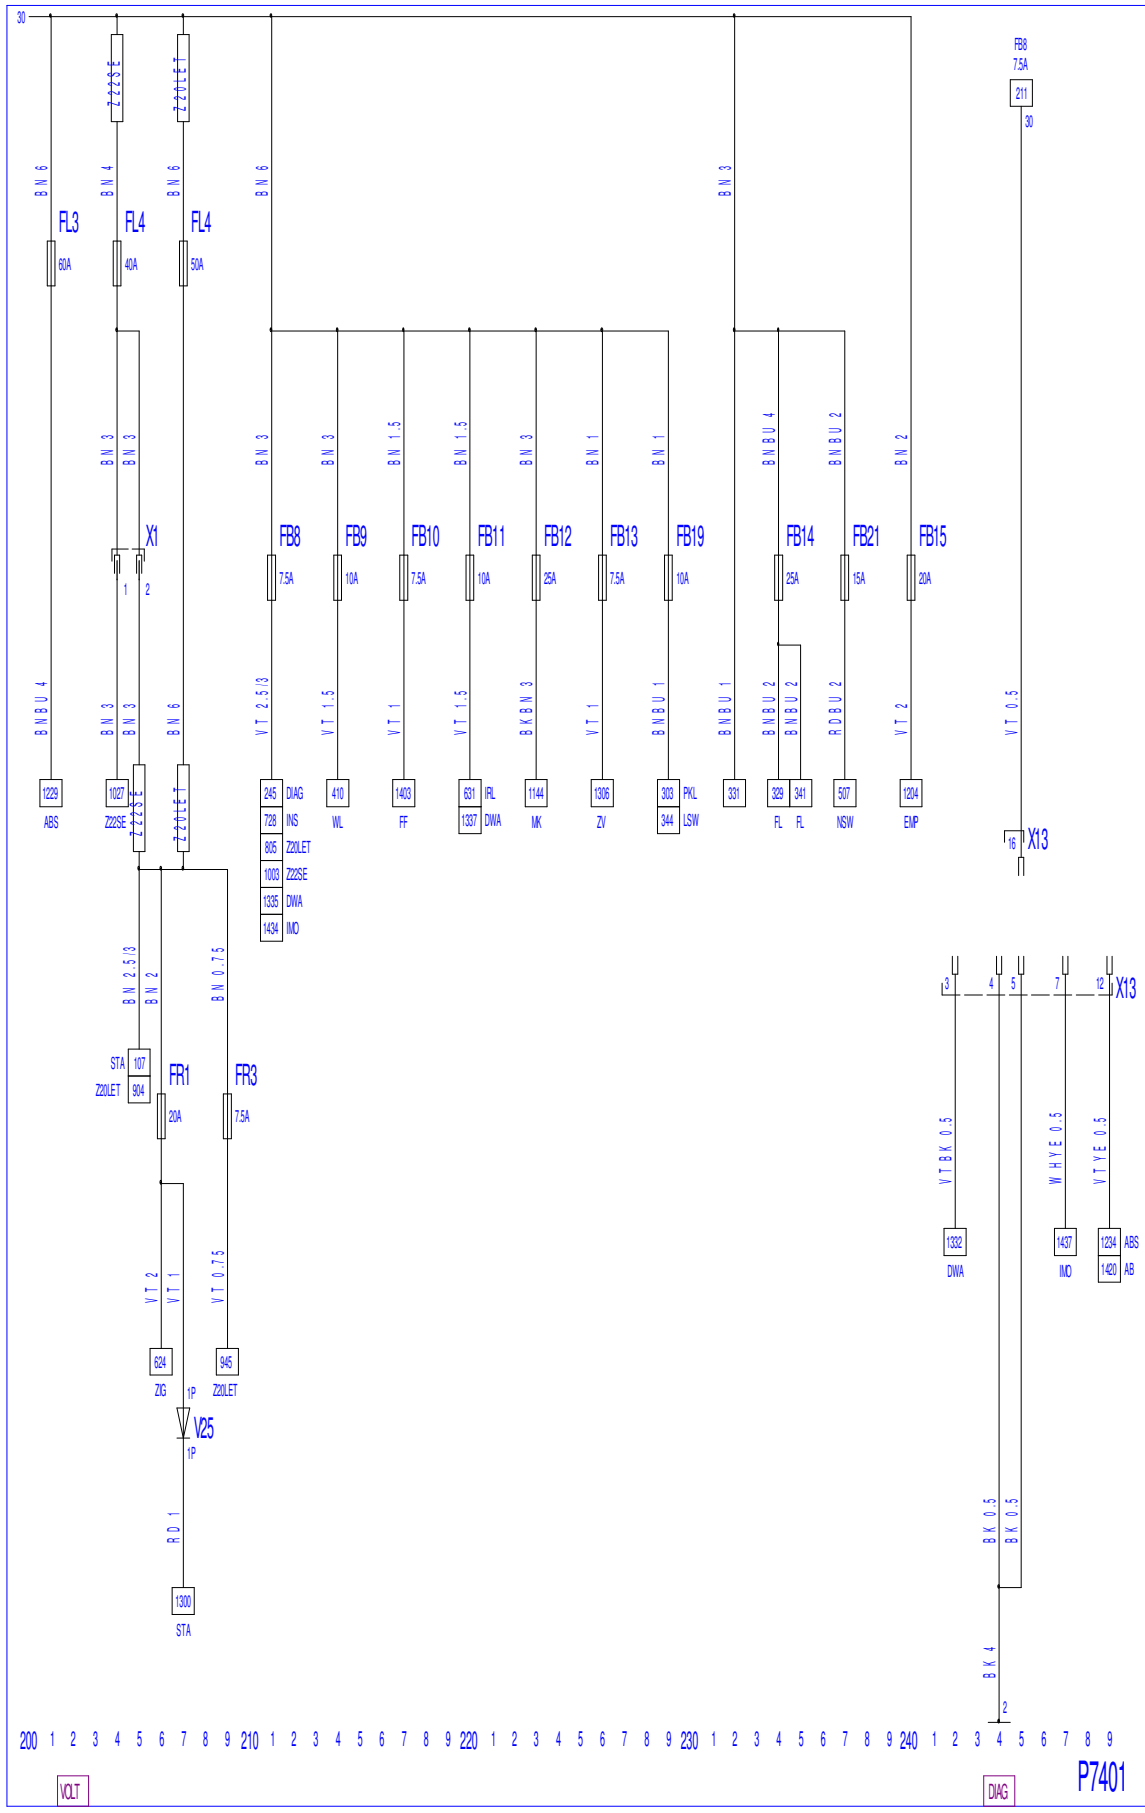 30
FB8
7.5A
211
30
Z22SE
Z20LET
BN 6
BN 4
BN 6
BN 6
BN 3
FL3
60A
FL4
40A
FL4
50A
BN 3
BN 3
BN 3
BN 3
BN 1.5
BN 1.5
BN 3
BN 1
BN 1
BNBU 4
BNBU 2
BN 2
X1
1
2
FB8
7.5A
FB9
10A
FB10
7.5A
FB11
10A
FB12
25A
FB13
7.5A
FB19
10A
FB14
25A
FB21
15A
FB15
20A
BNBU 4
BN 3
BN 3
BN 6
VT 2.5/3
VT 1.5
VT 1
VT 1.5
BKBN 3
VT 1
BNBU 1
BNBU 1
BNBU 2
BNBU 2
RDBU 2
VT 2
VT 0.5
1229
ABS
1027
Z22SE
Z22SE
Z20LET
245 DIAG
728 INS
805 Z20LET
1003 Z22SE
1335 DWA
1434 IMO
410
WL
1403
FF
631 IRL
1337 DWA
1144
MK
1306
ZV
303 PKL
344 LSW
331
329
FL
341
FL
507
NSW
1204
EMP
16
X13
BN 2.5/3
BN 2
BN 0.75
3
4
5
7
12
X13
STA 107
Z20LET 904
FR1
20A
FR3
7.5A
VTBK 0.5
WHYE 0.5
VTYE 0.5
1332
DWA
1437
IMO
1234 ABS
1420 AB
VT 2
VT 1
VT 0.75
624
ZIG
945
Z20LET
1P
V25
1P
RD 1
BK 0.5
BK 0.5
1300
STA
BK 4
2
200 1 2 3 4 5 6 7 8 9 210 1 2 3 4 5 6 7 8 9 220 1 2 3 4 5 6 7 8 9 230 1 2 3 4 5 6 7 8 9 240 1 2 3 4 5 6 7 8 9
P7401
VOLT
DIAG